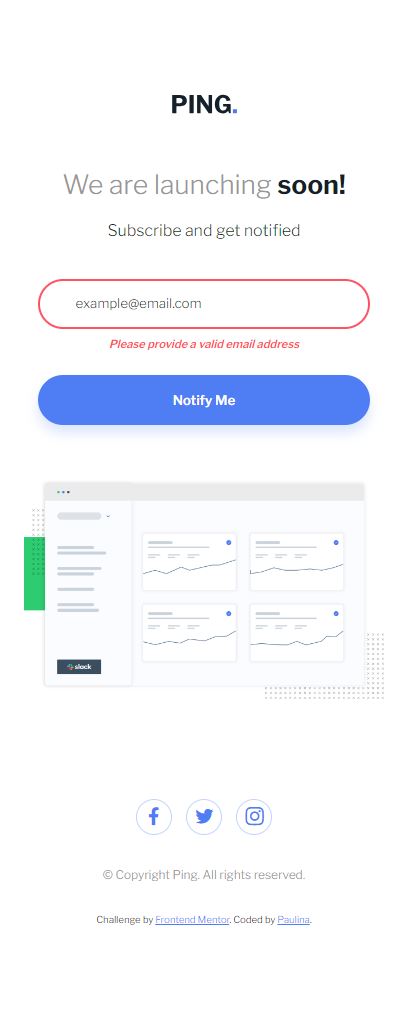 PING.
We are launching soon!
Subscribe and get notified
example@email.com
Please provide a valid email address
Notify Me
slack
© Copyright Ping. All rights reserved.
Challenge by Frontend Mentor. Coded by Paulina.